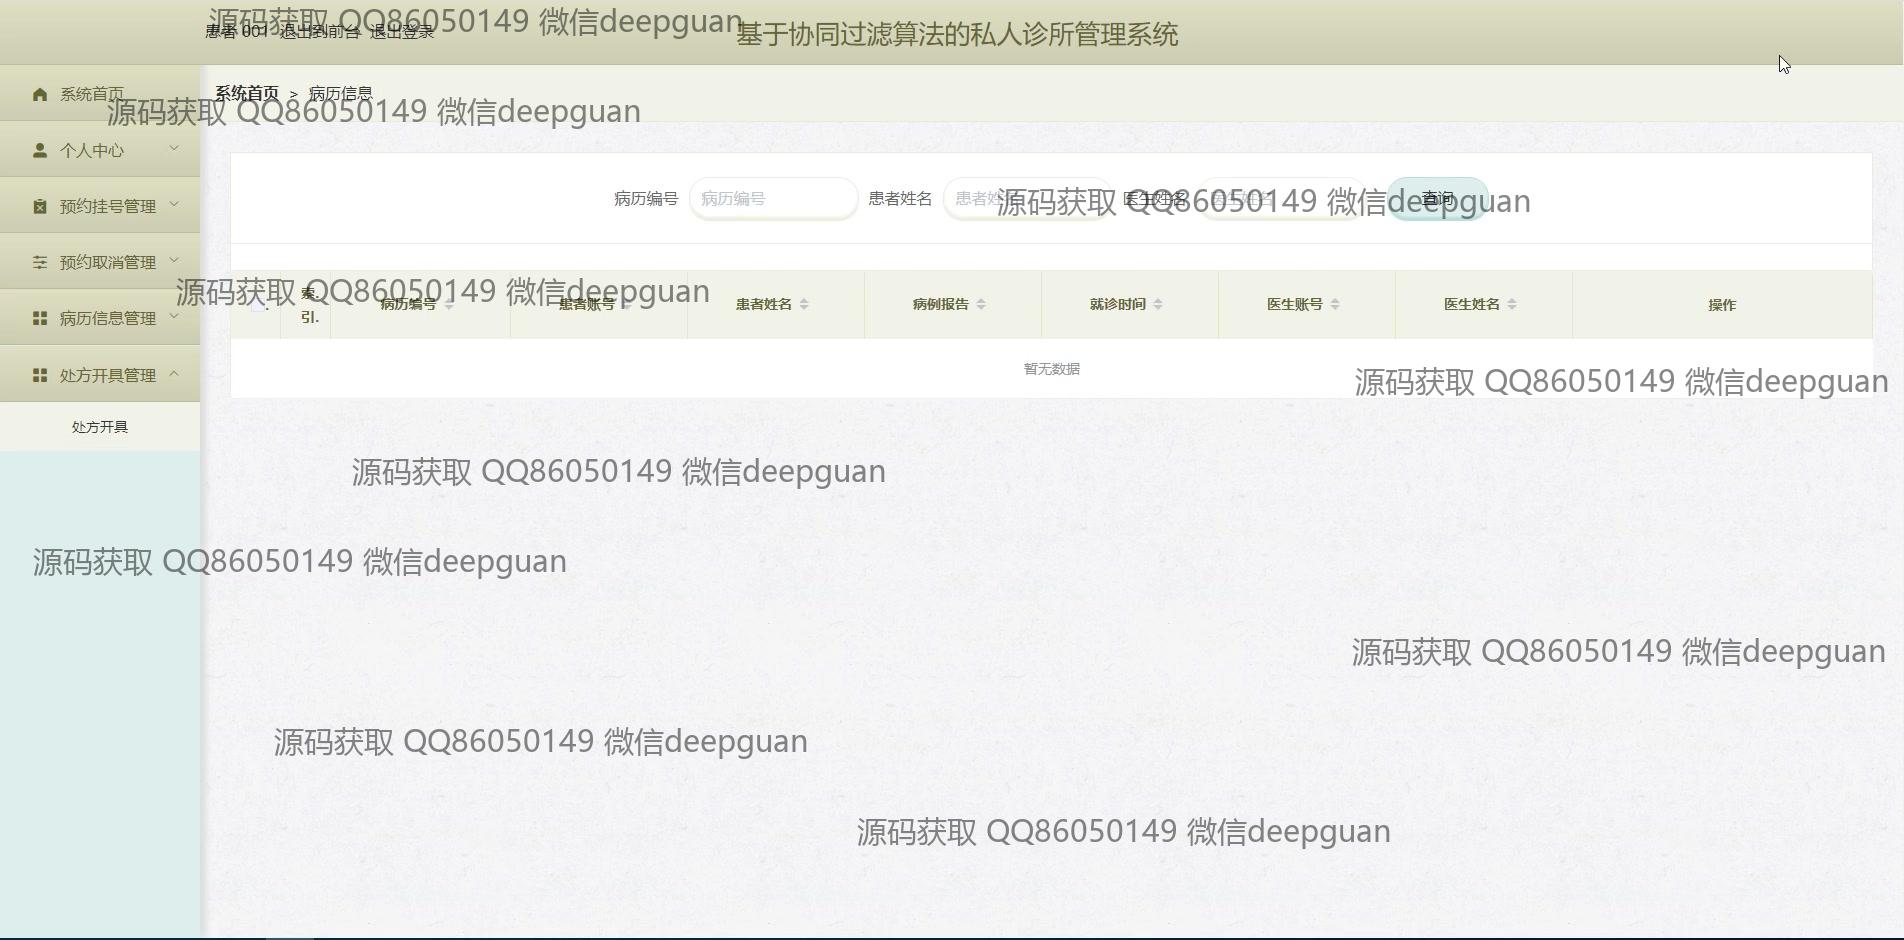 源码获取 QQ86050149 微信deepguan
患者 001 退出到前台 退出登录
基于协同过滤算法的私人诊所管理系统
系统首页
系统首页 > 病历信息
源码获取 QQ86050149 微信deepguan
个人中心
预约挂号管理
预约取消管理
病历信息管理
处方开具管理
处方开具
病历编号 病历编号 患者姓名 患者姓名 医生姓名 医生姓名 查询
源码获取 QQ86050149 微信deepguan
源码获取 QQ86050149 微信deepguan
索引. 病历编号 患者账号 患者姓名 病例报告 就诊时间 医生账号 医生姓名 操作
暂无数据
源码获取 QQ86050149 微信deepguan
源码获取 QQ86050149 微信deepguan
源码获取 QQ86050149 微信deepguan
源码获取 QQ86050149 微信deepguan
源码获取 QQ86050149 微信deepguan
源码获取 QQ86050149 微信deepguan